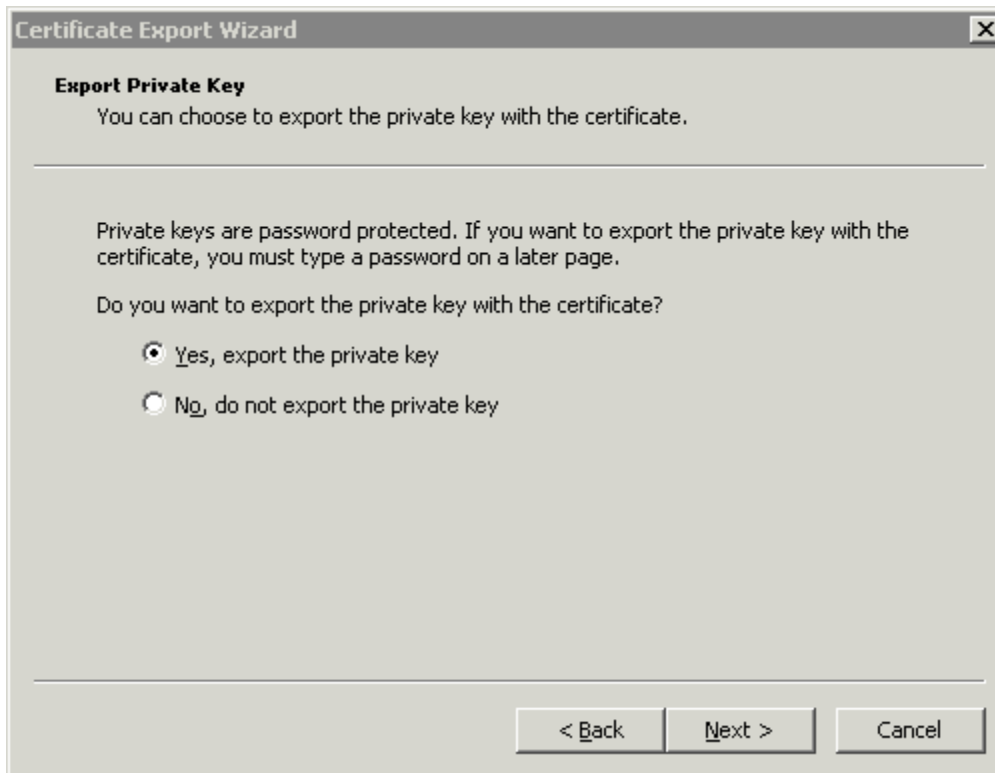 Certificate Export Wizard
Export Private Key
You can choose to export the private key with the certificate.
Private keys are password protected. If you want to export the private key with the
certificate, you must type a password on a later page.
Do you want to export the private key with the certificate?
Yes, export the private key
No, do not export the private key
< Back
Next >
Cancel